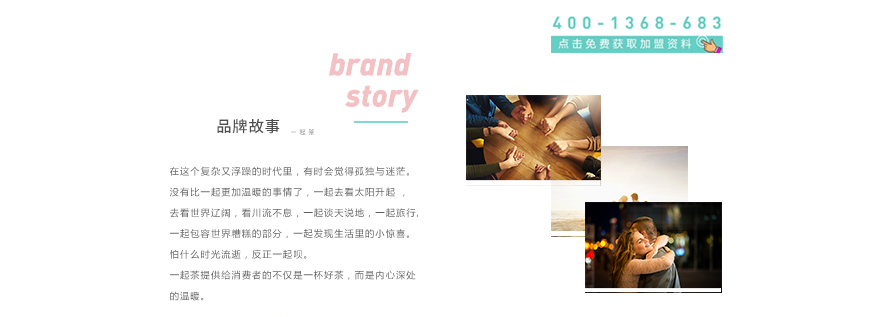 400-1368-683
点击免费获取加盟资料
brand
story
品牌故事 一起茶
在这个复杂又浮躁的时代里，有时会觉得孤独与迷茫。
没有比一起更加温暖的事情了，一起去看太阳升起 ，
去看世界辽阔，看川流不息，一起谈天说地，一起旅行,
一起包容世界糟糕的部分，一起发现生活里的小惊喜。
怕什么时光流逝，反正一起呗。
一起茶提供给消费者的不仅是一杯好茶，而是内心深处
的温暖。